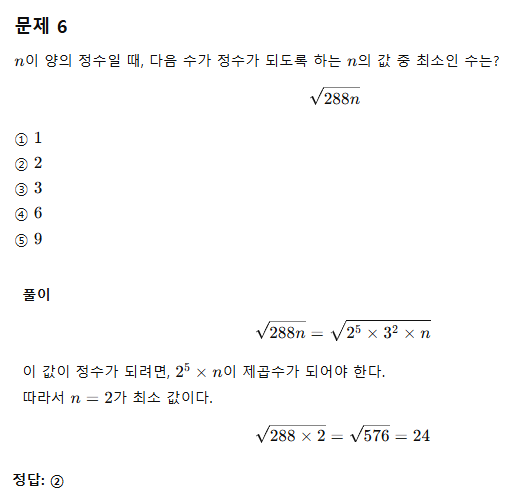 문제 6
n이 양의 정수일 때, 다음 수가 정수가 되도록 하는 n의 값 중 최소인 수는?
√288n
① 1
② 2
③ 3
④ 6
⑤ 9
풀이
√288n = √2⁵ × 3² × n
이 값이 정수가 되려면, 2⁵ × n이 제곱수가 되어야 한다.
따라서 n = 2가 최소 값이다.
√288 × 2 = √576 = 24
정답: ②